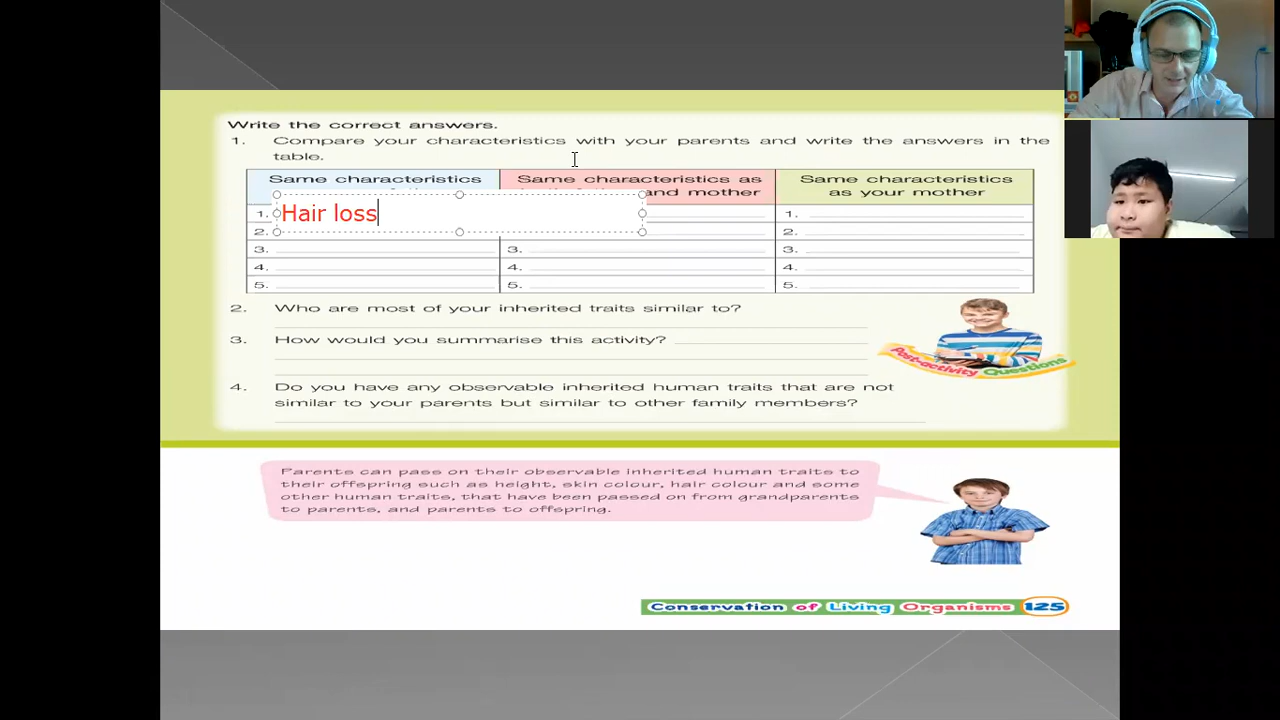 Write the correct answers.
1. Compare your characteristics with your parents and write the answers in the
table.
Same characteristics
Same characteristics as
and mother
Same characteristics
as your mother
1. Hair loss
2.
3.
4.
5.
3.
4.
5.
1.
2.
3.
4.
5.
2. Who are most of your inherited traits similar to?
3. How would you summarise this activity?
4. Do you have any observable inherited human traits that are not
similar to your parents but similar to other family members?
Post-activity Questions
Parents can pass on their observable inherited human traits to
their offspring such as height, skin colour, hair colour and some
other human traits, that have been passed on from grandparents
to parents, and parents to offspring.
Conservation of Living Organisms 125